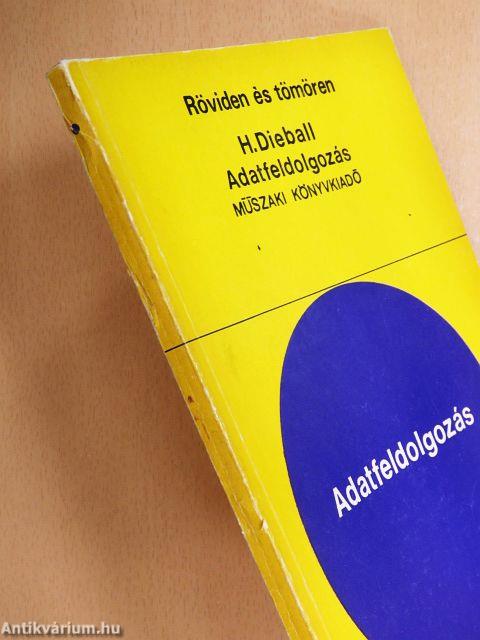 Röviden és tömören
H.Dieball
Adatfeldolgozás
MŰSZAKI KÖNYVKIADÓ
Adatfeldolgozás
Antikvárium.hu